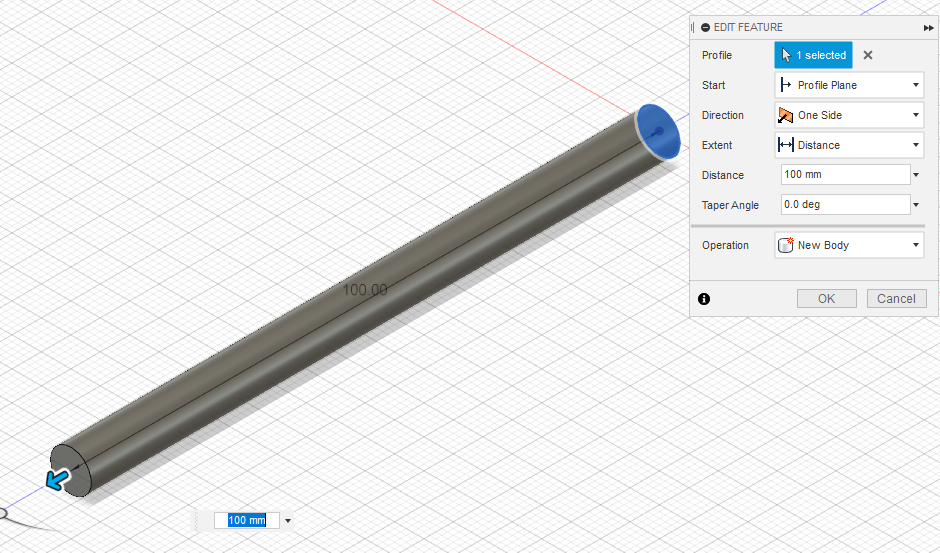 EDIT FEATURE
Profile 1 selected
Start Profile Plane
Direction One Side
Extent Distance
Distance 100 mm
Taper Angle 0.0 deg
Operation New Body
OK Cancel
100.00
100 mm